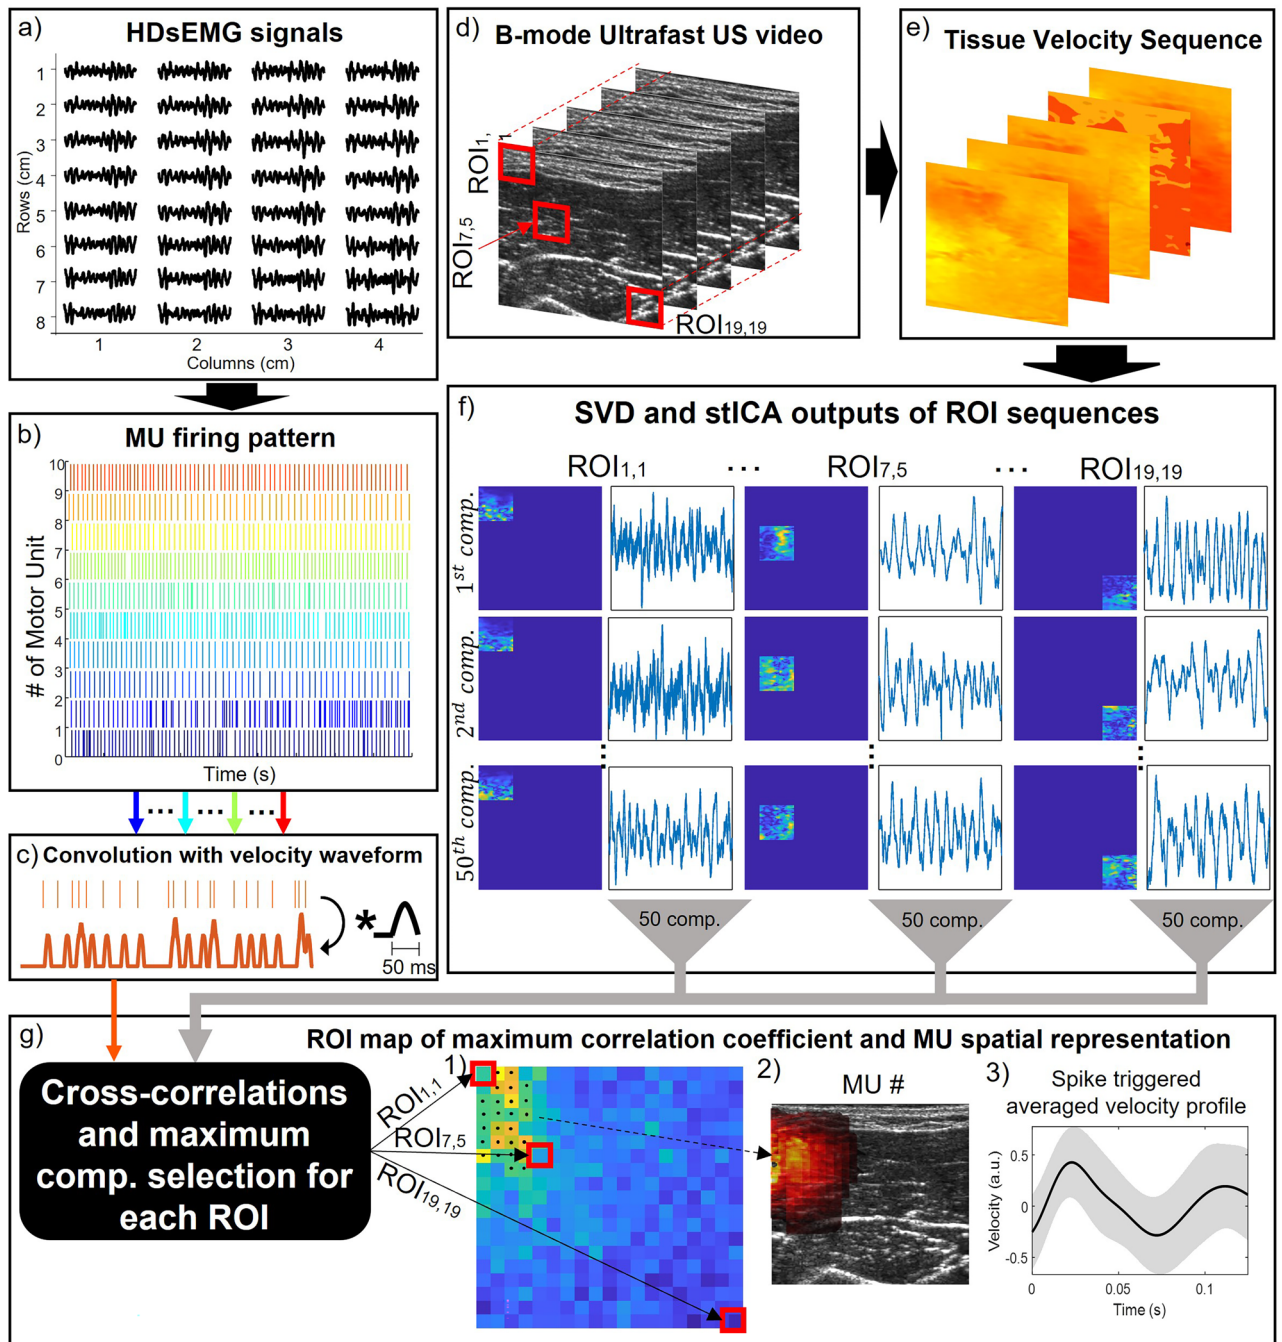 a)
HDsEMG signals
Rows (cm)
1
2
3
4
5
6
7
8
1 2 3 4
Columns (cm)
b)
MU firing pattern
# of Motor Unit
10
9
8
7
6
5
4
3
2
1
0
Time (s)
c) Convolution with velocity waveform
*
50 ms
d) B-mode Ultrafast US video
ROI1,1
ROI7,5
ROI19,19
e)
Tissue Velocity Sequence
f)
SVD and stICA outputs of ROI sequences
ROI1,1 ... ROI7,5 ... ROI19,19
1st comp.
2nd comp.
50th comp.
50 comp. 50 comp. 50 comp.
g)
ROI map of maximum correlation coefficient and MU spatial representation
Cross-correlations
and maximum
comp. selection for
each ROI
ROI1,1
ROI7,5
ROI19,19
1)
2)
MU #
3)
Spike triggered
averaged velocity profile
Velocity (a.u.)
0.5
0
-0.5
0 0.05 0.1
Time (s)